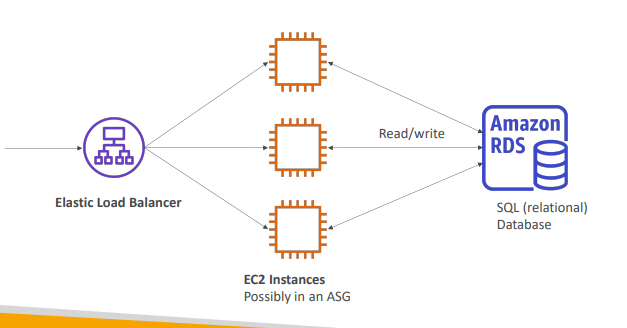 Read/write
Amazon
RDS
Elastic Load Balancer
SQL (relational)
Database
EC2 Instances
Possibly in an ASG